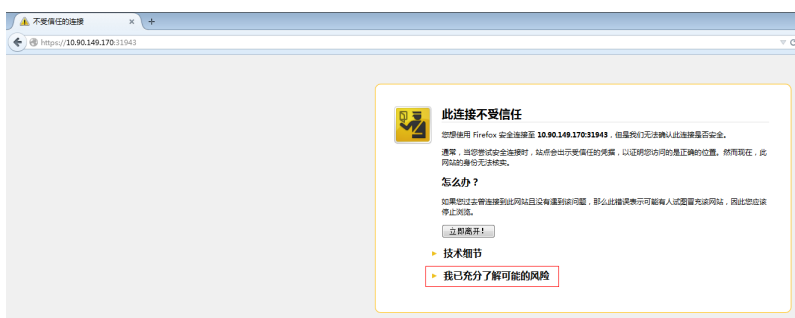 不受信任的连接
https://10.90.149.170:31943
此连接不受信任
您想使用 Firefox 安全连接至 10.90.149.170:31943，但是我们无法确认此连接是否安全。
通常，当您尝试安全连接时，站点会出示受信任的凭据，以证明您访问的是正确的位置。然而现在，此
网站的身份无法核实。
怎么办？
如果您过去曾连接到此网站且没有遇到该问题，那么此错误表示可能有人试图冒充该网站，因此您应该
停止浏览。
立即离开！
技术细节
我已充分了解可能的风险